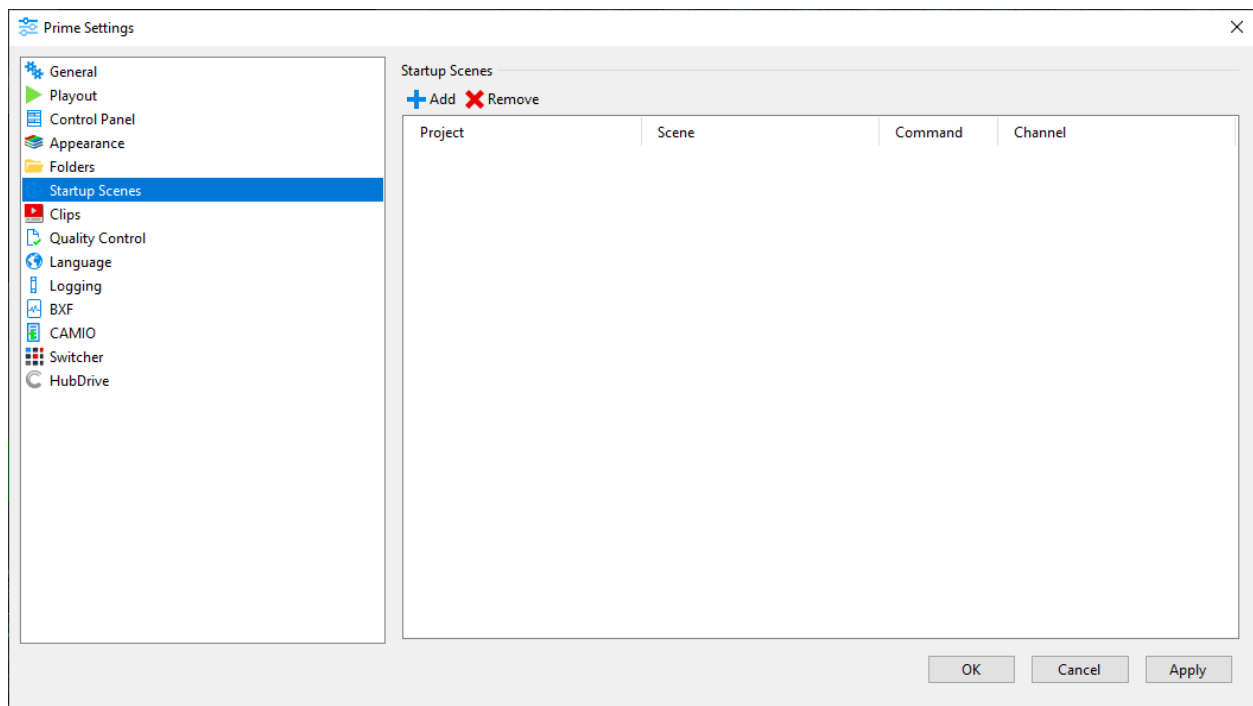 Prime Settings
General
Playout
Control Panel
Appearance
Folders
Startup Scenes
Clips
Quality Control
Language
Logging
BXF
CAMIO
Switcher
HubDrive
Startup Scenes
Add Remove
Project Scene Command Channel
OK Cancel Apply